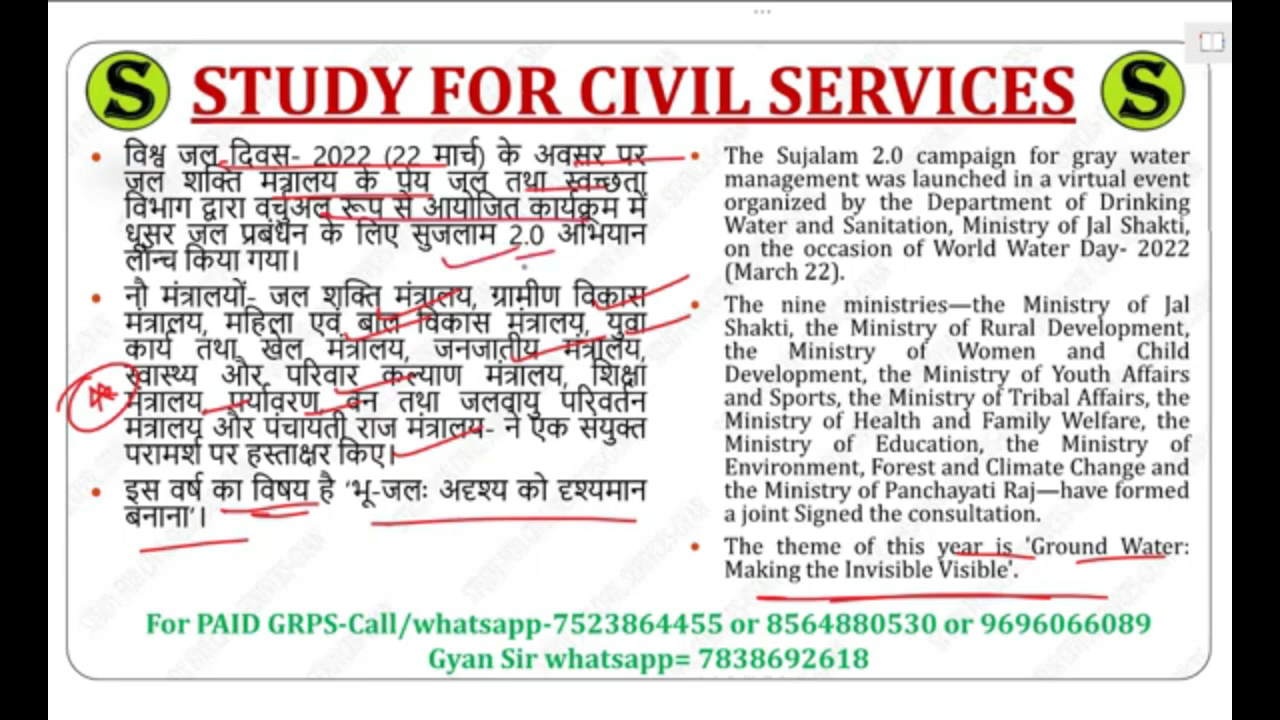 S STUDY FOR CIVIL SERVICES S
• विश्व जल दिवस- 2022 (22 मार्च) के अवसर पर
जल शक्ति मंत्रालय के पेय जल तथा स्वच्छता
विभाग द्वारा वर्चुअल रूप से आयोजित कार्यक्रम में
धूसर जल प्रबंधन के लिए सुजलाम 2.0 अभियान
लॉन्च किया गया।
• नौ मंत्रालयों- जल शक्ति मंत्रालय, ग्रामीण विकास
मंत्रालय, महिला एवं बाल विकास मंत्रालय, युवा
कार्य तथा खेल मंत्रालय, जनजातीय मंत्रालय,
स्वास्थ्य और परिवार कल्याण मंत्रालय, शिक्षा
मंत्रालय, पर्यावरण, वन तथा जलवायु परिवर्तन
मंत्रालय और पंचायती राज मंत्रालय- ने एक संयुक्त
परामर्श पर हस्ताक्षर किए।
• इस वर्ष का विषय है 'भू-जलः अदृश्य को दृश्यमान
बनाना'।
• The Sujalam 2.0 campaign for gray water
management was launched in a virtual event
organized by the Department of Drinking
Water and Sanitation, Ministry of Jal Shakti,
on the occasion of World Water Day- 2022
(March 22).
• The nine ministries—the Ministry of Jal
Shakti, the Ministry of Rural Development,
the Ministry of Women and Child
Development, the Ministry of Youth Affairs
and Sports, the Ministry of Tribal Affairs, the
Ministry of Health and Family Welfare, the
Ministry of Education, the Ministry of
Environment, Forest and Climate Change and
the Ministry of Panchayati Raj—have formed
a joint Signed the consultation.
• The theme of this year is 'Ground Water:
Making the Invisible Visible'.
For PAID GRPS-Call/whatsapp-7523864455 or 8564880530 or 9696066089
Gyan Sir whatsapp= 7838692618